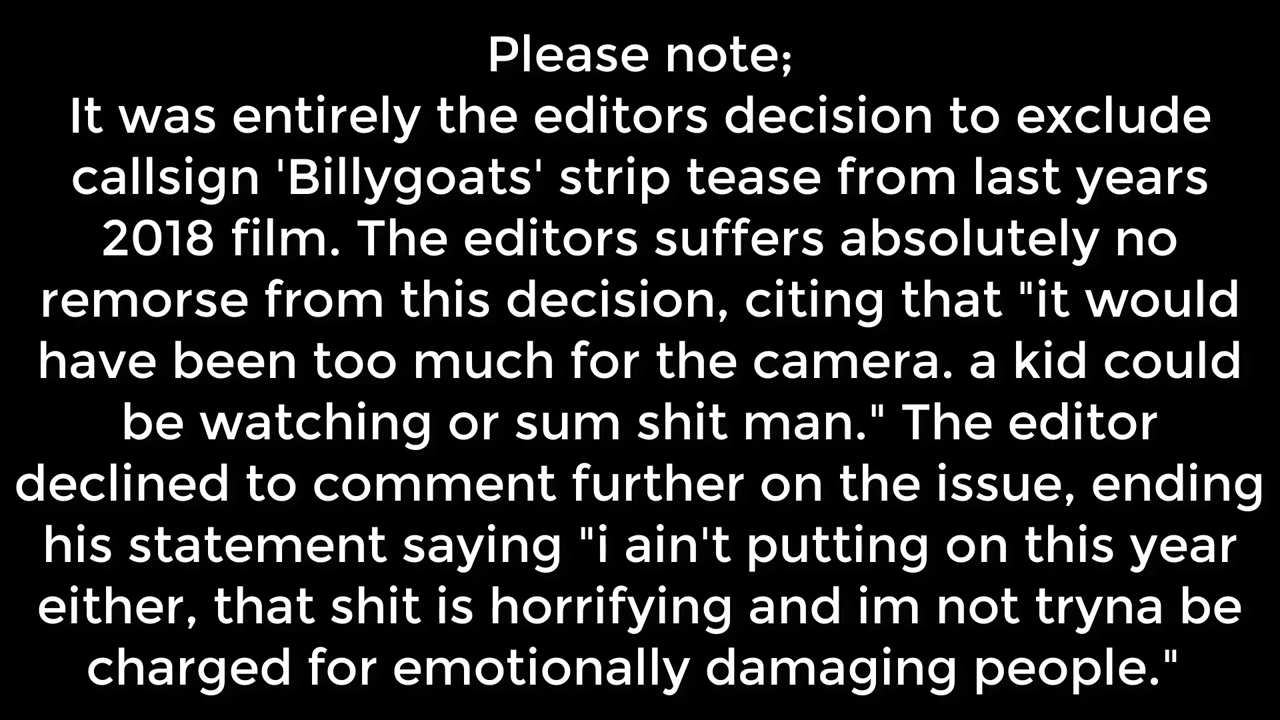 Please note;
It was entirely the editors decision to exclude
callsign 'Billygoats' strip tease from last years
2018 film. The editors suffers absolutely no
remorse from this decision, citing that "it would
have been too much for the camera. a kid could
be watching or sum shit man." The editor
declined to comment further on the issue, ending
his statement saying "i ain't putting on this year
either, that shit is horrifying and im not tryna be
charged for emotionally damaging people."